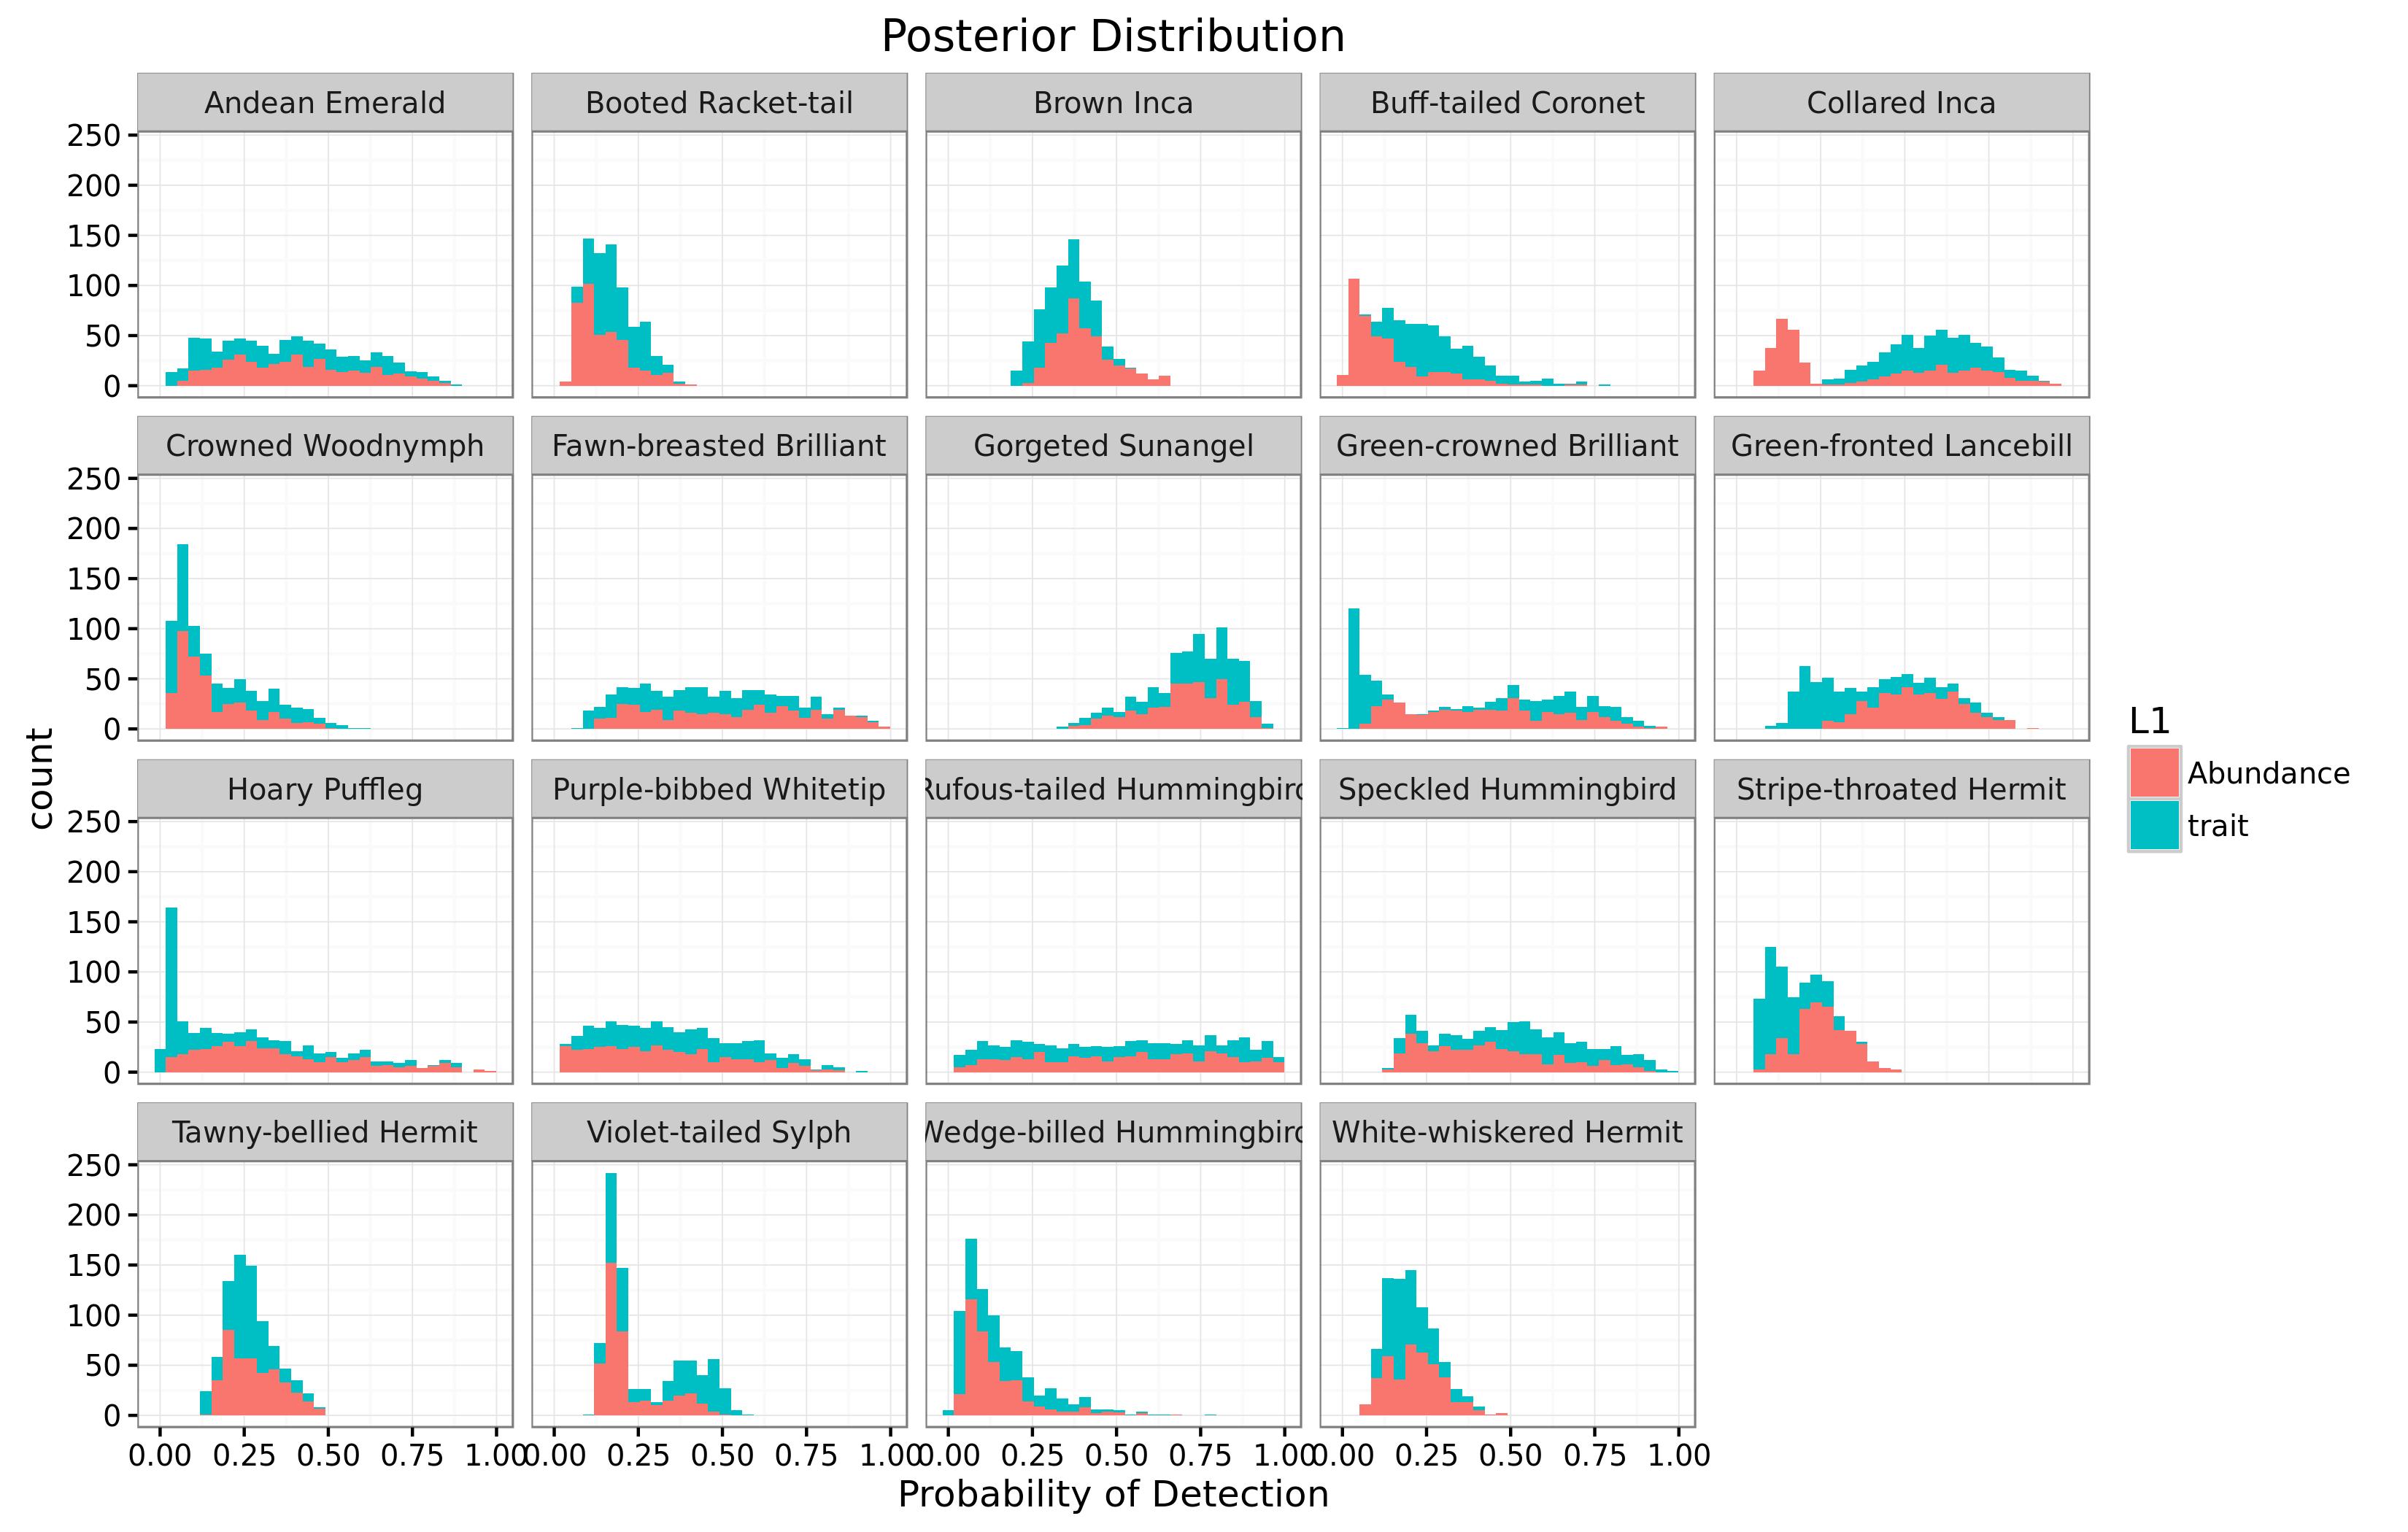 Posterior Distribution
Andean Emerald Booted Racket-tail Brown Inca Buff-tailed Coronet Collared Inca
250
200
150
100
50
0
Crowned Woodnymph Fawn-breasted Brilliant Gorgeted Sunangel Green-crowned Brilliant Green-fronted Lancebill
250
200
150
100
50
0
count
L1
Abundance
trait
Hoary Puffleg Purple-bibbed Whitetip Rufous-tailed Hummingbird Speckled Hummingbird Stripe-throated Hermit
250
200
150
100
50
0
Tawny-bellied Hermit Violet-tailed Sylph Wedge-billed Hummingbird White-whiskered Hermit
250
200
150
100
50
0
0.00 0.25 0.50 0.75 1.00 0.00 0.25 0.50 0.75 1.00 0.00 0.25 0.50 0.75 1.00 0.00 0.25 0.50 0.75 1.00
Probability of Detection